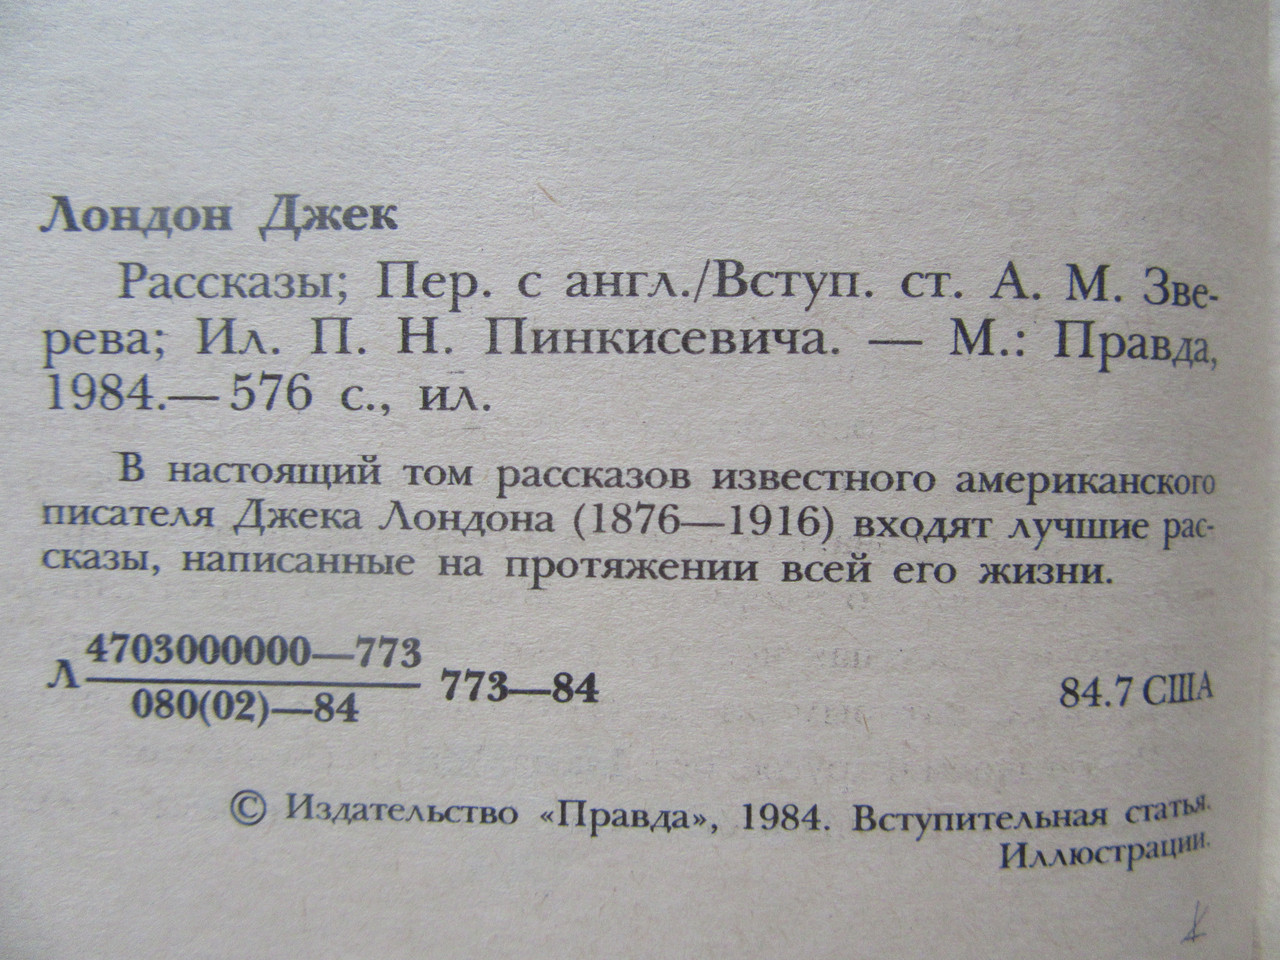 Лондон Джек
Рассказы; Пер. с англ./Вступ. ст. А. М. Зве-
рева; Ил. П. Н. Пинкисевича. — М.: Правда,
1984.— 576 с., ил.
В настоящий том рассказов известного американского
писателя Джека Лондона (1876—1916) входят лучшие рас-
сказы, написанные на протяжении всей его жизни.
4703000000—773
Л 773—84 84.7 США
080(02)—84
© Издательство «Правда», 1984. Вступительная статья.
Иллюстрации.